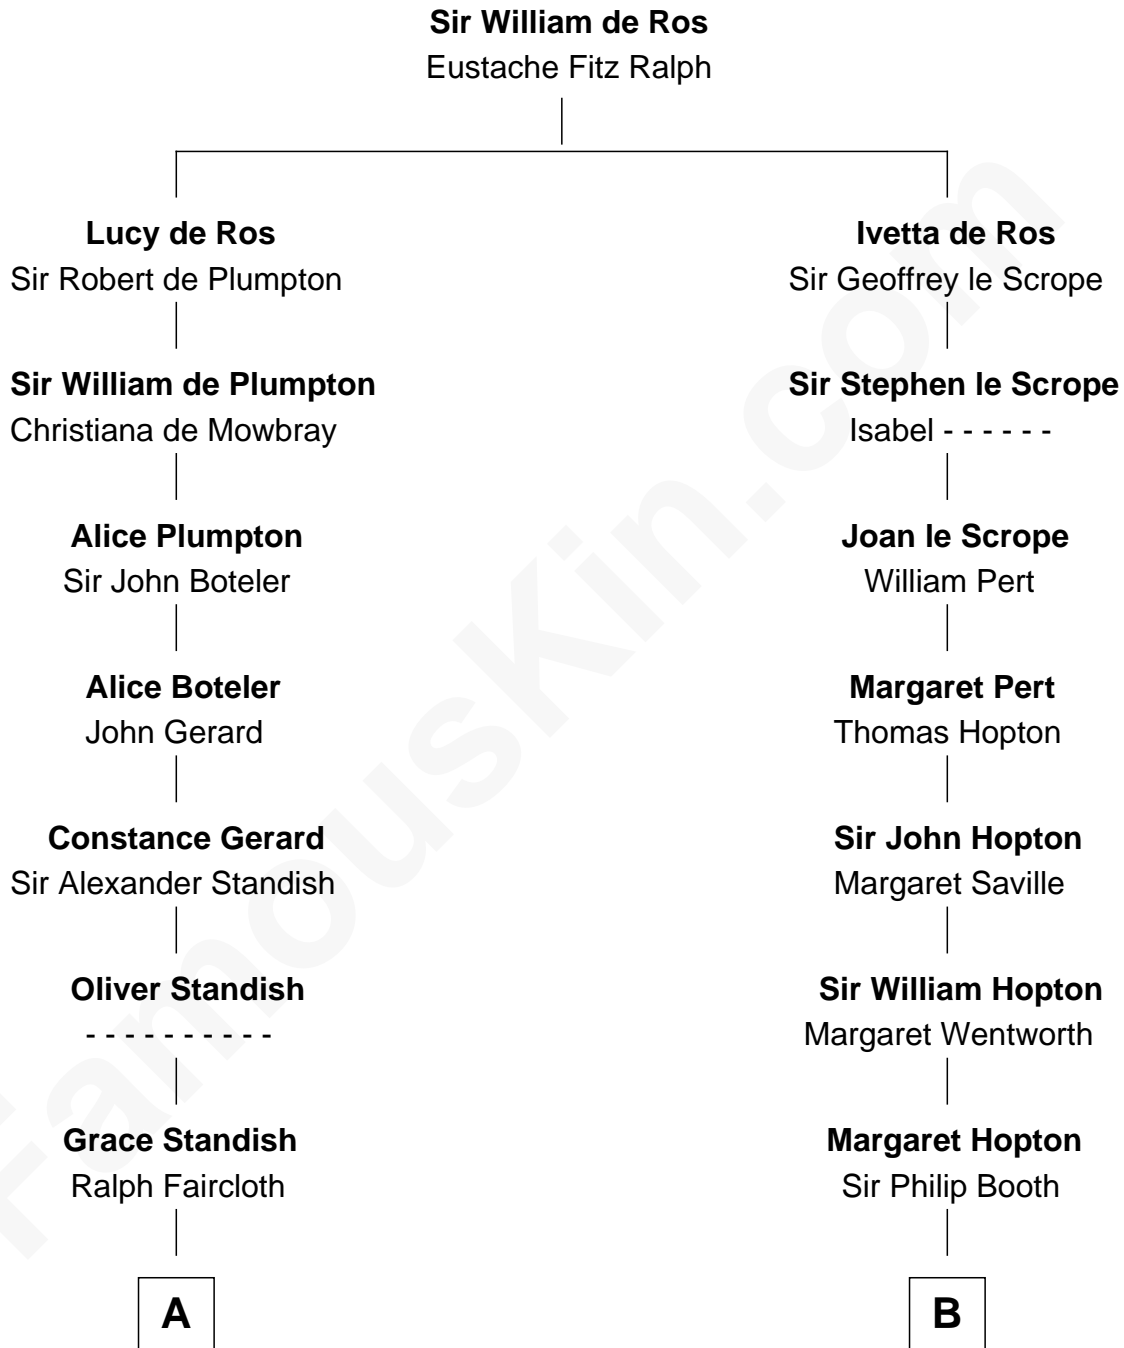 Sir William de Ros
Eustache Fitz Ralph
Lucy de Ros
Sir Robert de Plumpton
Ivetta de Ros
Sir Geoffrey le Scrope
Sir William de Plumpton
Christiana de Mowbray
Sir Stephen le Scrope
Isabel - - - - - -
Alice Plumpton
Sir John Boteler
Joan le Scrope
William Pert
Alice Boteler
John Gerard
Margaret Pert
Thomas Hopton
Constance Gerard
Sir Alexander Standish
Sir John Hopton
Margaret Saville
Oliver Standish
- - - - - - - - - -
Sir William Hopton
Margaret Wentworth
Grace Standish
Ralph Faircloth
Margaret Hopton
Sir Philip Booth
A
B
FamousKin.com